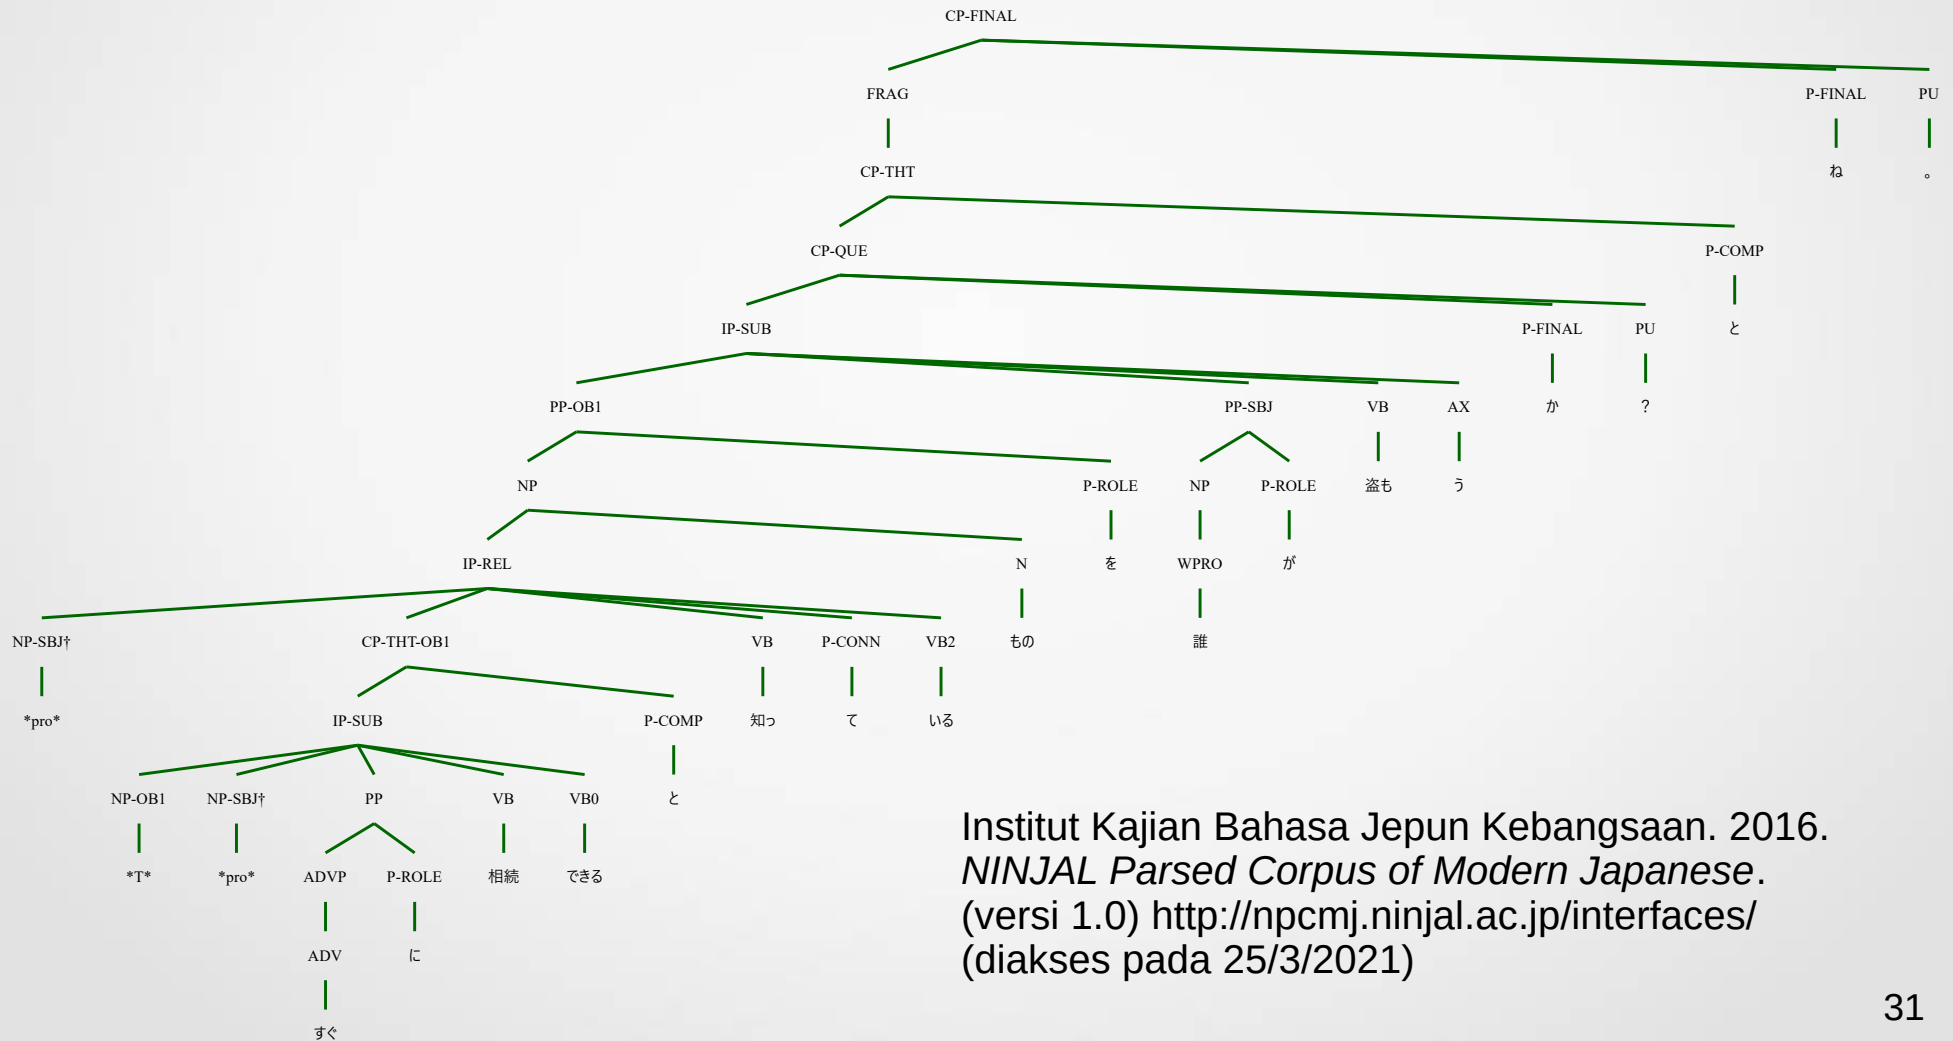 CP-FINAL
FRAG P-FINAL PU
CP-THT ね 。
CP-QUE P-COMP
IP-SUB P-FINAL PU と
PP-OB1 PP-SBJ VB AX か ?
NP P-ROLE NP P-ROLE 盗も う
IP-REL N を WPRO が
NP-SBJ† CP-THT-OB1 VB P-CONN VB2 もの 誰
*pro* IP-SUB P-COMP 知っ て いる
NP-OB1 NP-SBJ† PP VB VB0 と
*T* *pro* ADVP P-ROLE 相続 できる
ADV に
すぐ
Institut Kajian Bahasa Jepun Kebangsaan. 2016.
NINJAL Parsed Corpus of Modern Japanese.
(versi 1.0) http://npcmj.ninjal.ac.jp/interfaces/
(diakses pada 25/3/2021)
31